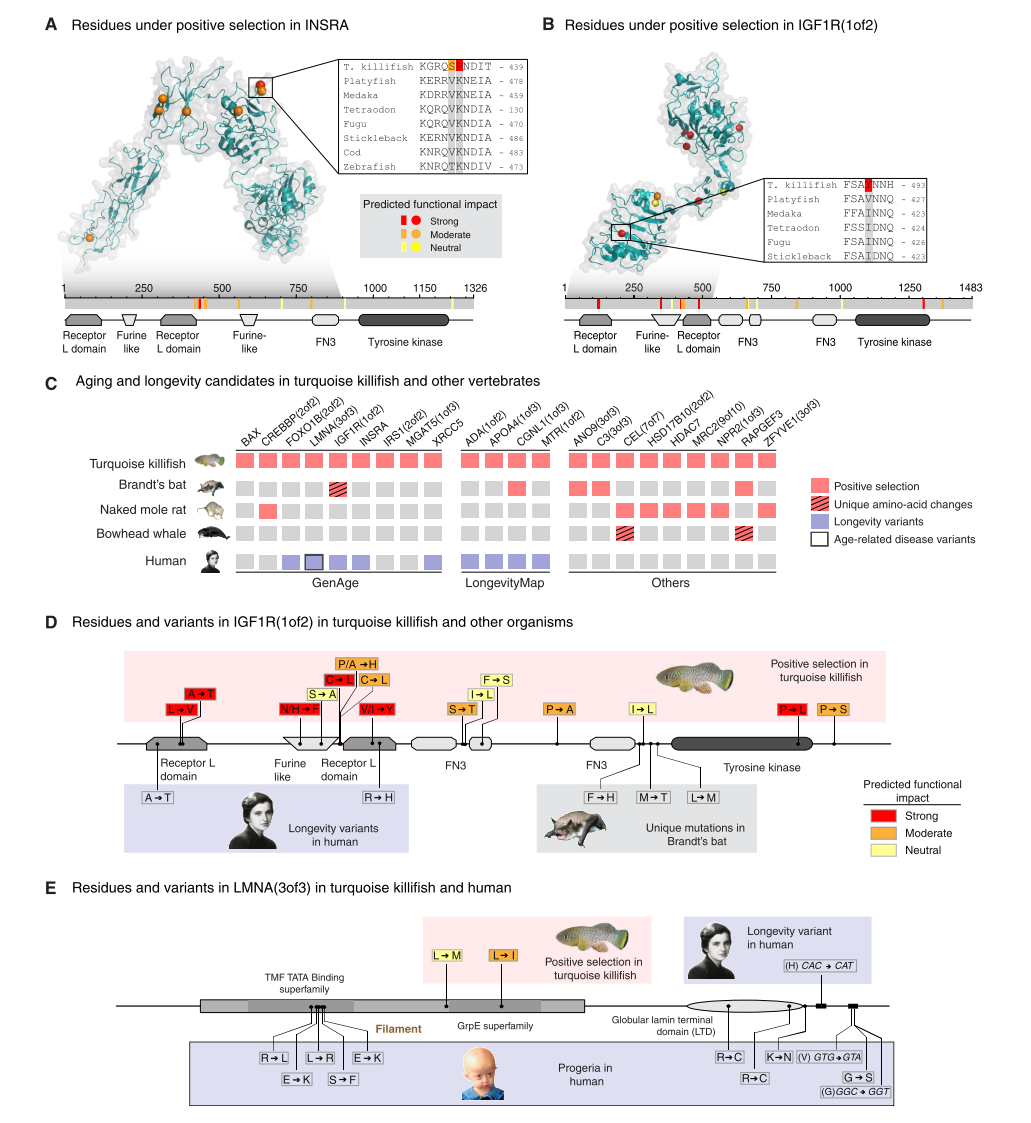 A Residues under positive selection in INSRA
T. killifish KGRQS NDIT - 439
Platyfish KERRVKNEIA - 478
Medaka KDRRVKNEIA - 459
Tetraodon KQRQVKNDIA - 130
Fugu KQRQVKNDIA - 470
Stickleback KERNVKNDIA - 486
Cod KNRQVKNDIA - 483
Zebrafish KNRQTKNDIV - 473
Predicted functional impact
Strong
Moderate
Neutral
1 250 500 750 1000 1150 1326
Receptor L domain
Furine like
Receptor L domain
Furine-like
FN3
Tyrosine kinase
B Residues under positive selection in IGF1R(1of2)
T. killifish FSAYNNH - 493
Platyfish FSAVNNQ - 427
Medaka FFAINNQ - 423
Tetraodon FSSIDNQ - 424
Fugu FSAINNQ - 426
Stickleback FSAIDNQ - 423
1 250 500 750 1000 1250 1483
Receptor L domain
Furine-like
Receptor L domain
FN3
FN3
Tyrosine kinase
C Aging and longevity candidates in turquoise killifish and other vertebrates
BAX
CREBBP(2of2)
FOXO1B(2of2)
LMNA(3of3)
IGF1R(1of2)
INSRA
IRS1(2of2)
MGAT5(1of3)
XRCC5
ADA(1of2)
APOA4(1of3)
CGNL1(1of3)
MTR(1of2)
ANO9(3of3)
C3(3of3)
CEL(7of7)
HSD17B10(2of2)
HDAC7
MRC2(9of10)
NPR2(1of3)
RAPGEF3
ZFYVE1(3of3)
Turquoise killifish
Brandt's bat
Naked mole rat
Bowhead whale
Human
GenAge
LongevityMap
Others
Positive selection
Unique amino-acid changes
Longevity variants
Age-related disease variants
D Residues and variants in IGF1R(1of2) in turquoise killifish and other organisms
Positive selection in
turquoise killifish
P/A➔H
C➔L
C➔L
F➔S
A➔T
S➔A
I➔L
L➔V
N/H➔F
V/I➔Y
S➔T
P➔A
I➔L
P➔L
P➔S
Receptor L
domain
Furine
like
Receptor L
domain
FN3
FN3
Tyrosine kinase
A➔T
R➔H
Longevity variants
in human
F➔H
M➔T
L➔M
Unique mutations in
Brandt's bat
Predicted functional
impact
Strong
Moderate
Neutral
E Residues and variants in LMNA(3of3) in turquoise killifish and human
L➔M
L➔I
Positive selection in
turquoise killifish
Longevity variant
in human
(H) CAC ➔ CAT
TMF TATA Binding
superfamily
Filament
GrpE superfamily
Globular lamin terminal
domain (LTD)
R➔L
L➔R
E➔K
E➔K
S➔F
Progeria in
human
R➔C
K➔N
(V) GTG➔GTA
R➔C
G➔S
(G)GGC ➔ GGT